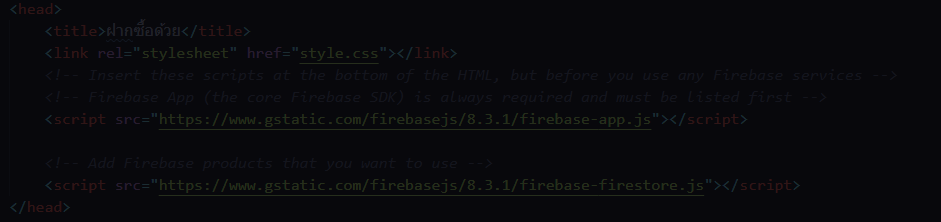 <head>
<title>ฝากซื้อด้วย</title>
<link rel="stylesheet" href="style.css"></link>
<!-- Insert these scripts at the bottom of the HTML, but before you use any Firebase services -->
<!-- Firebase App (the core Firebase SDK) is always required and must be listed first -->
<script src="https://www.gstatic.com/firebasejs/8.3.1/firebase-app.js"></script>
<!-- Add Firebase products that you want to use -->
<script src="https://www.gstatic.com/firebasejs/8.3.1/firebase-firestore.js"></script>
</head>